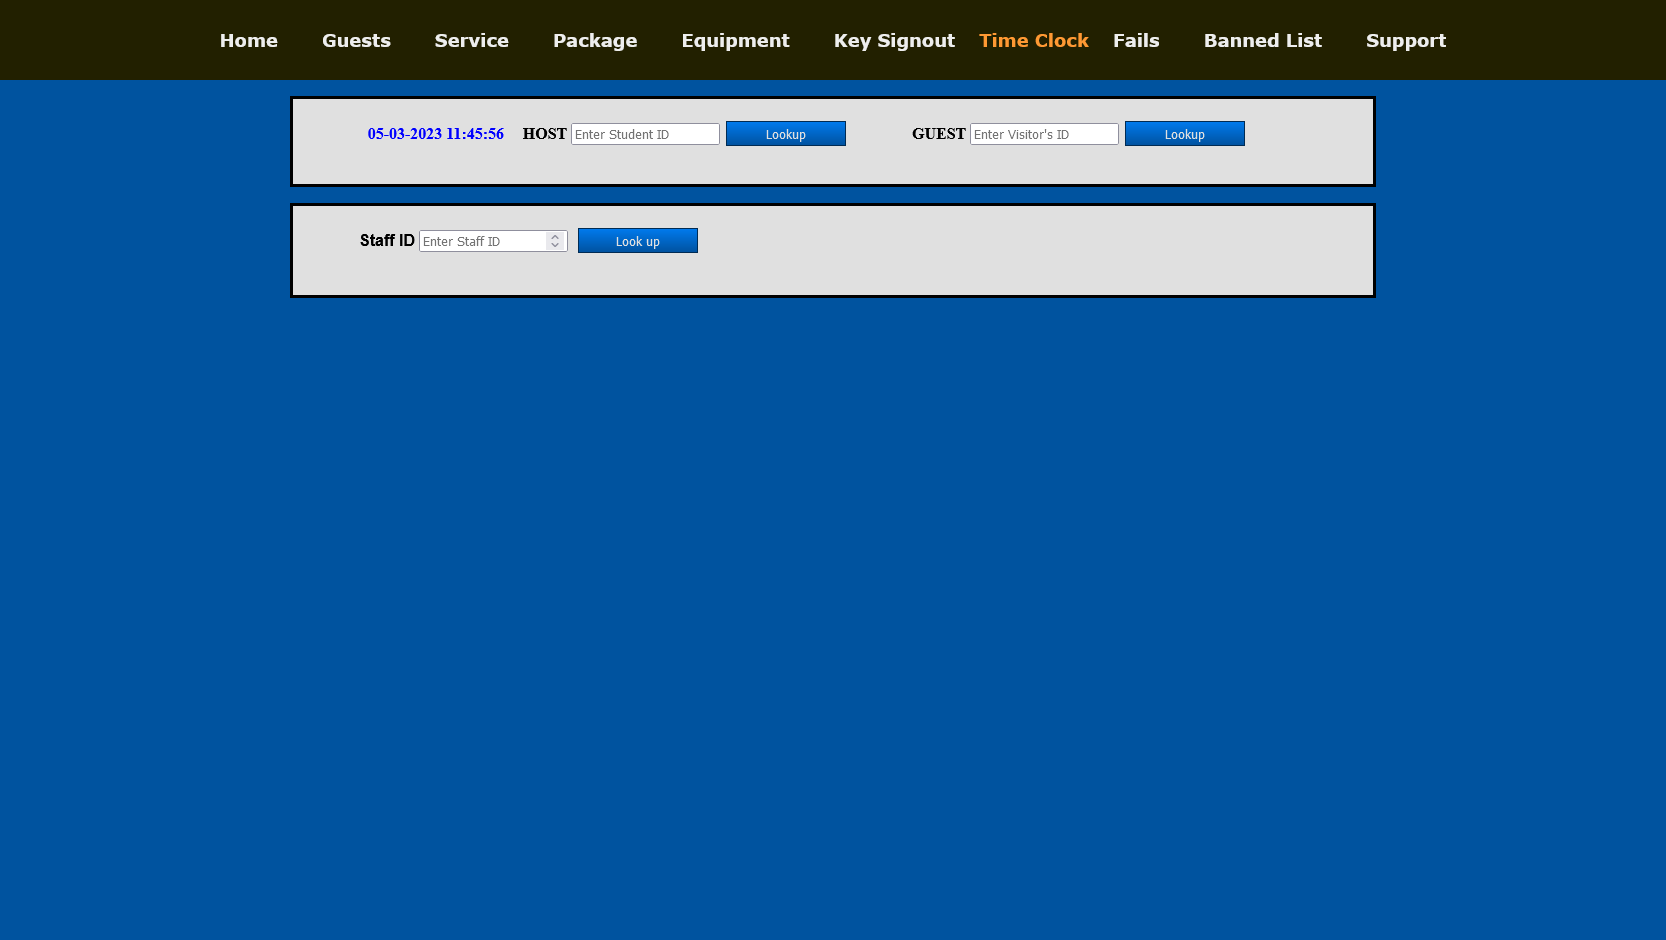 Home Guests Service Package Equipment Key Signout Time Clock Fails Banned List Support
05-03-2023 11:45:56 HOST Enter Student ID Lookup GUEST Enter Visitor's ID Lookup
Staff ID Enter Staff ID Look up